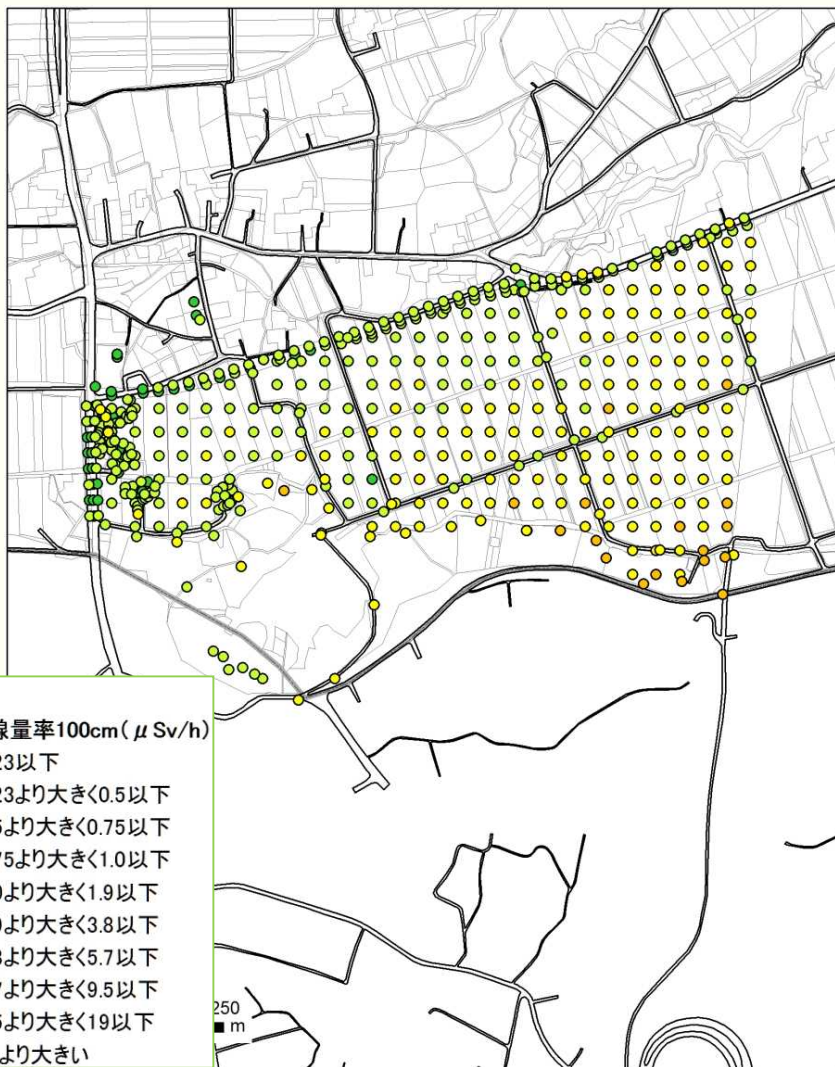 線量率100cm(μSv/h)
23以下
23より大きく0.5以下
5より大きく0.75以下
75より大きく1.0以下
0より大きく1.9以下
9より大きく3.8以下
8より大きく5.7以下
7より大きく9.5以下
5より大きく19以下
より大きい
250
m